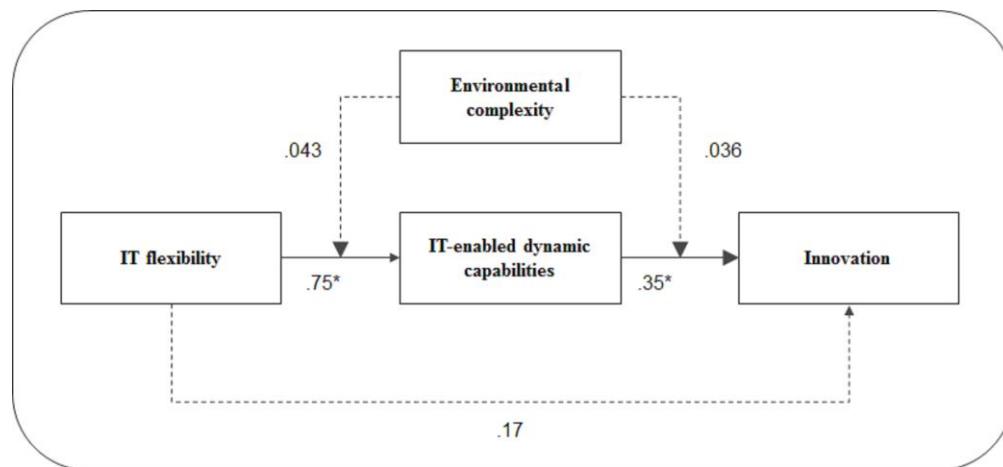 Environmental
complexity
.043
.036
IT flexibility
IT-enabled dynamic
capabilities
Innovation
.75*
.35*
.17